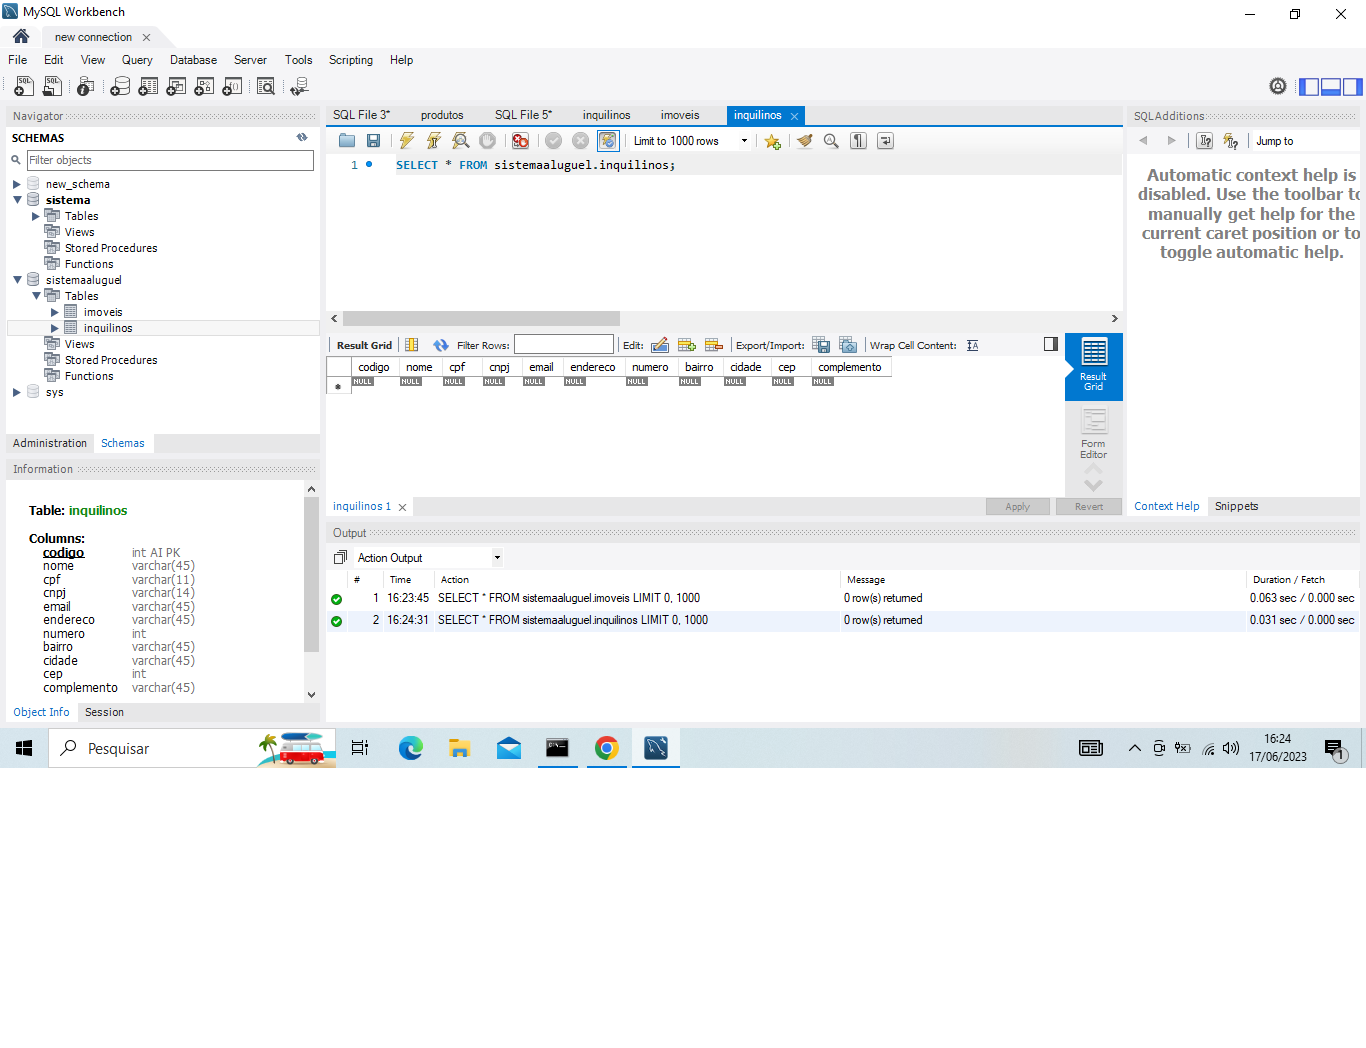 MySQL Workbench
new connection
File Edit View Query Database Server Tools Scripting Help
Navigator
SCHEMAS
Filter objects
new_schema
sistema
Tables
Views
Stored Procedures
Functions
sistemaaluguel
Tables
imoveis
inquilinos
Views
Stored Procedures
Functions
sys
Administration Schemas
Information
Table: inquilinos
Columns:
codigo int AI PK
nome varchar(45)
cpf varchar(11)
cnpj varchar(14)
email varchar(45)
endereco varchar(45)
numero int
bairro varchar(45)
cidade varchar(45)
cep int
complemento varchar(45)
Object Info Session
SQL File 3* produtos SQL File 5* inquilinos imoveis inquilinos
Limit to 1000 rows
1 SELECT * FROM sistemaaluguel.inquilinos;
Result Grid Filter Rows: Edit: Export/Import: Wrap Cell Content:
codigo nome cpf cnpj email endereco numero bairro cidade cep complemento
NULL NULL NULL NULL NULL NULL NULL NULL NULL NULL NULL
Result
Grid
Form
Editor
inquilinos 1 Apply Revert
SQLAdditions
Jump to
Automatic context help is
disabled. Use the toolbar to
manually get help for the
current caret position or to
toggle automatic help.
Context Help Snippets
Output
Action Output
# Time Action Message Duration / Fetch
1 16:23:45 SELECT * FROM sistemaaluguel.imoveis LIMIT 0, 1000 0 row(s) returned 0.063 sec / 0.000 sec
2 16:24:31 SELECT * FROM sistemaaluguel.inquilinos LIMIT 0, 1000 0 row(s) returned 0.031 sec / 0.000 sec
Pesquisar
16:24
17/06/2023
1